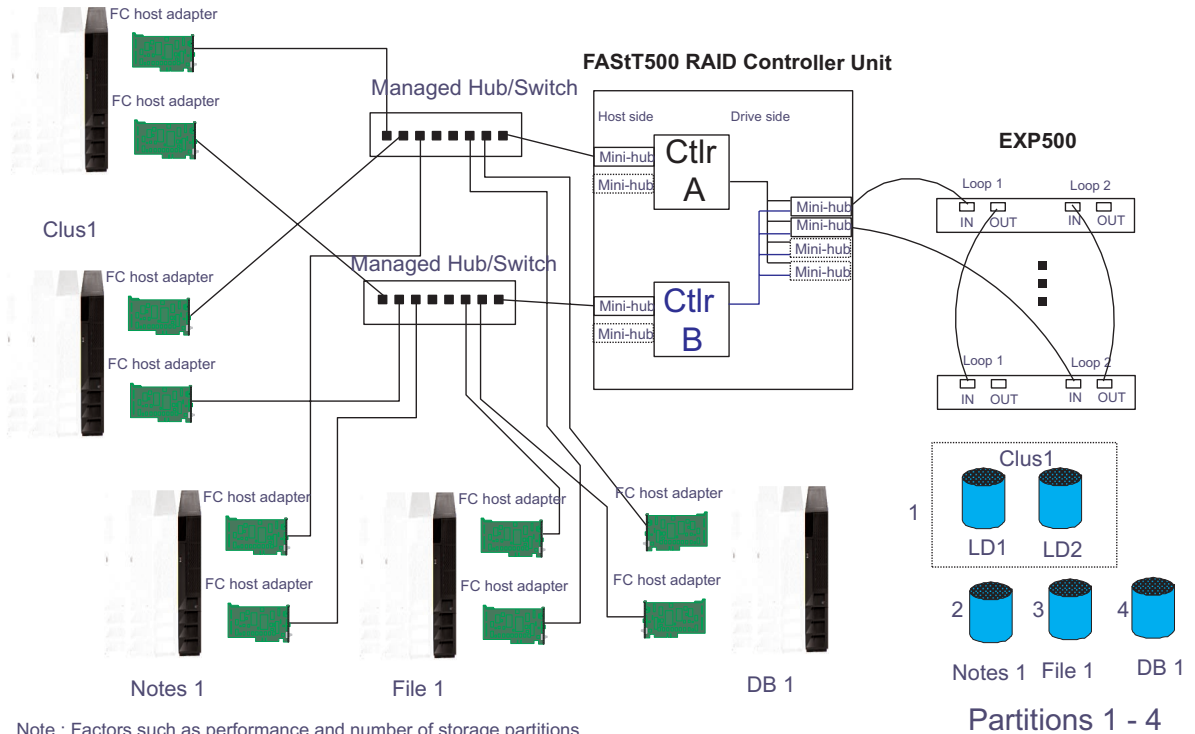 FC host adapter
FAStT500 RAID Controller Unit
Managed Hub/Switch
FC host adapter
Host side
Drive side
EXP500
Ctlr
A
Mini-hub
Mini-hub
Loop 1
Loop 2
Mini-hub
Mini-hub
Mini-hub
Mini-hub
IN
OUT
IN
OUT
Clus1
FC host adapter
Managed Hub/Switch
Ctlr
B
Mini-hub
Mini-hub
FC host adapter
Loop 1
Loop 2
IN
OUT
IN
OUT
Clus1
1
LD1
LD2
FC host adapter
FC host adapter
FC host adapter
FC host adapter
FC host adapter
FC host adapter
2
3
4
Notes 1
File 1
DB 1
Notes 1
File 1
DB 1
Partitions 1 - 4
Note : Factors such as performance and number of storage partitions